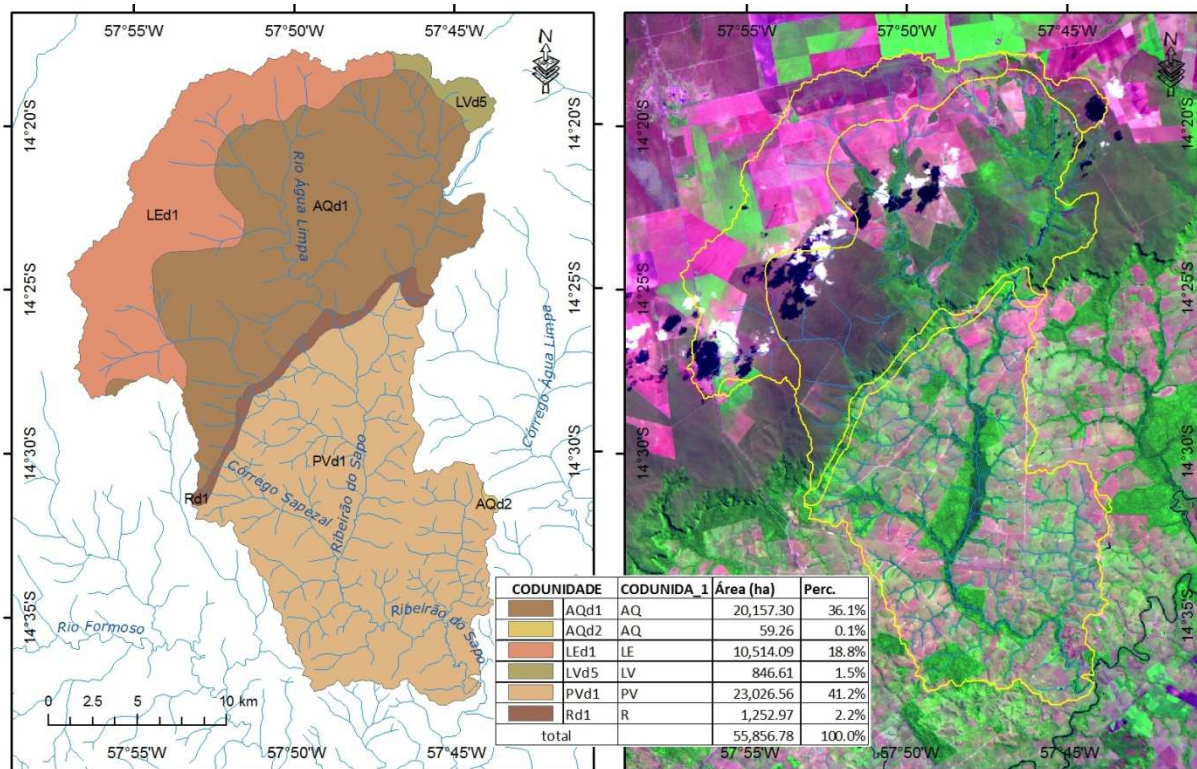 57°55'W 57°50'W 57°45'W
N
14°20'S
14°25'S
14°30'S
14°35'S
LVd5
LEd1
AQd1
Rio Água Limpa
Córrego Água Limpa
PVd1
Rd1
Córrego Sapezal
Ribeirão do Sapo
AQd2
Ribeirão do Sapo
Rio Formoso
0 2.5 5 10 km
57°55'W 57°50'W 57°45'W
57°55'W 57°50'W 57°45'W
N
14°20'S 14°20'S
14°25'S 14°25'S
14°30'S 14°30'S
14°35'S
CODUNIDADE CODUNIDA_1 Área (ha) Perc.
AQd1 AQ 20,157.30 36.1%
AQd2 AQ 59.26 0.1%
LEd1 LE 10,514.09 18.8%
LVd5 LV 846.61 1.5%
PVd1 PV 23,026.56 41.2%
Rd1 R 1,252.97 2.2%
total 55,856.78 100.0%
57°50'W 57°45'W